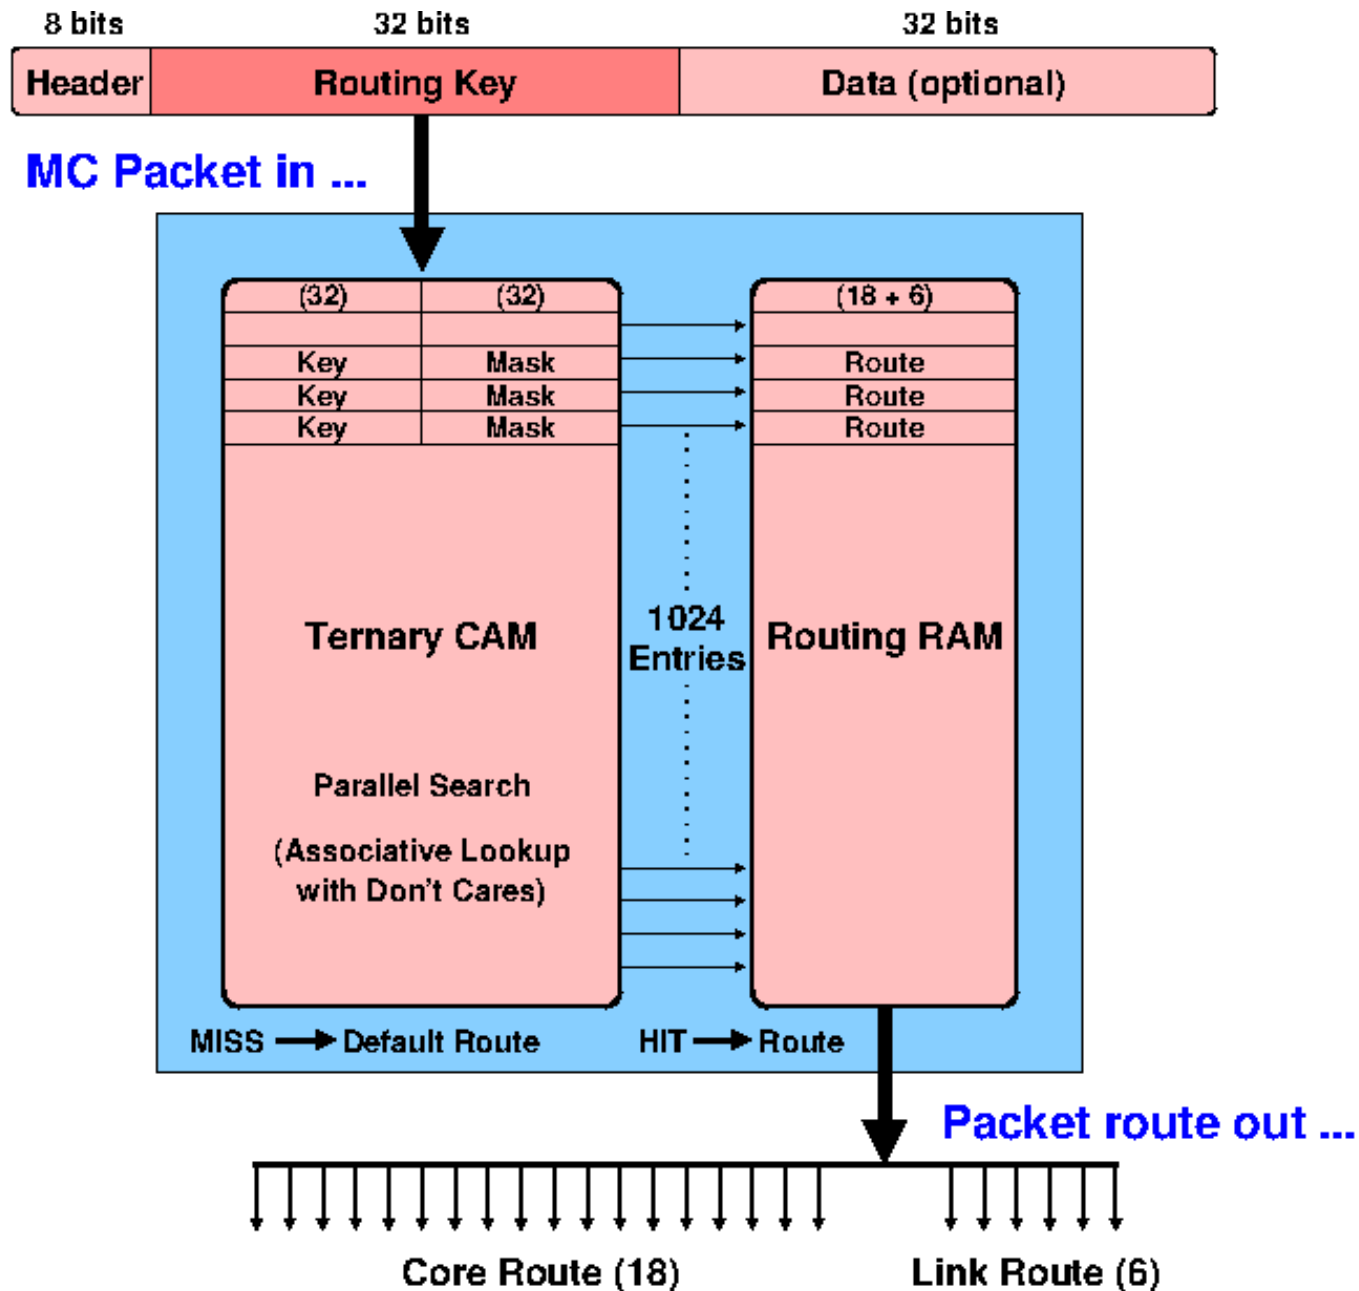 8 bits 32 bits 32 bits
Header Routing Key Data (optional)
MC Packet in ...
(32) (32) (18 + 6)
Key Mask Route
Key Mask Route
Key Mask Route
1024
Entries
Ternary CAM
Routing RAM
Parallel Search
(Associative Lookup
with Don't Cares)
MISS Default Route HIT Route
Packet route out ...
Core Route (18) Link Route (6)